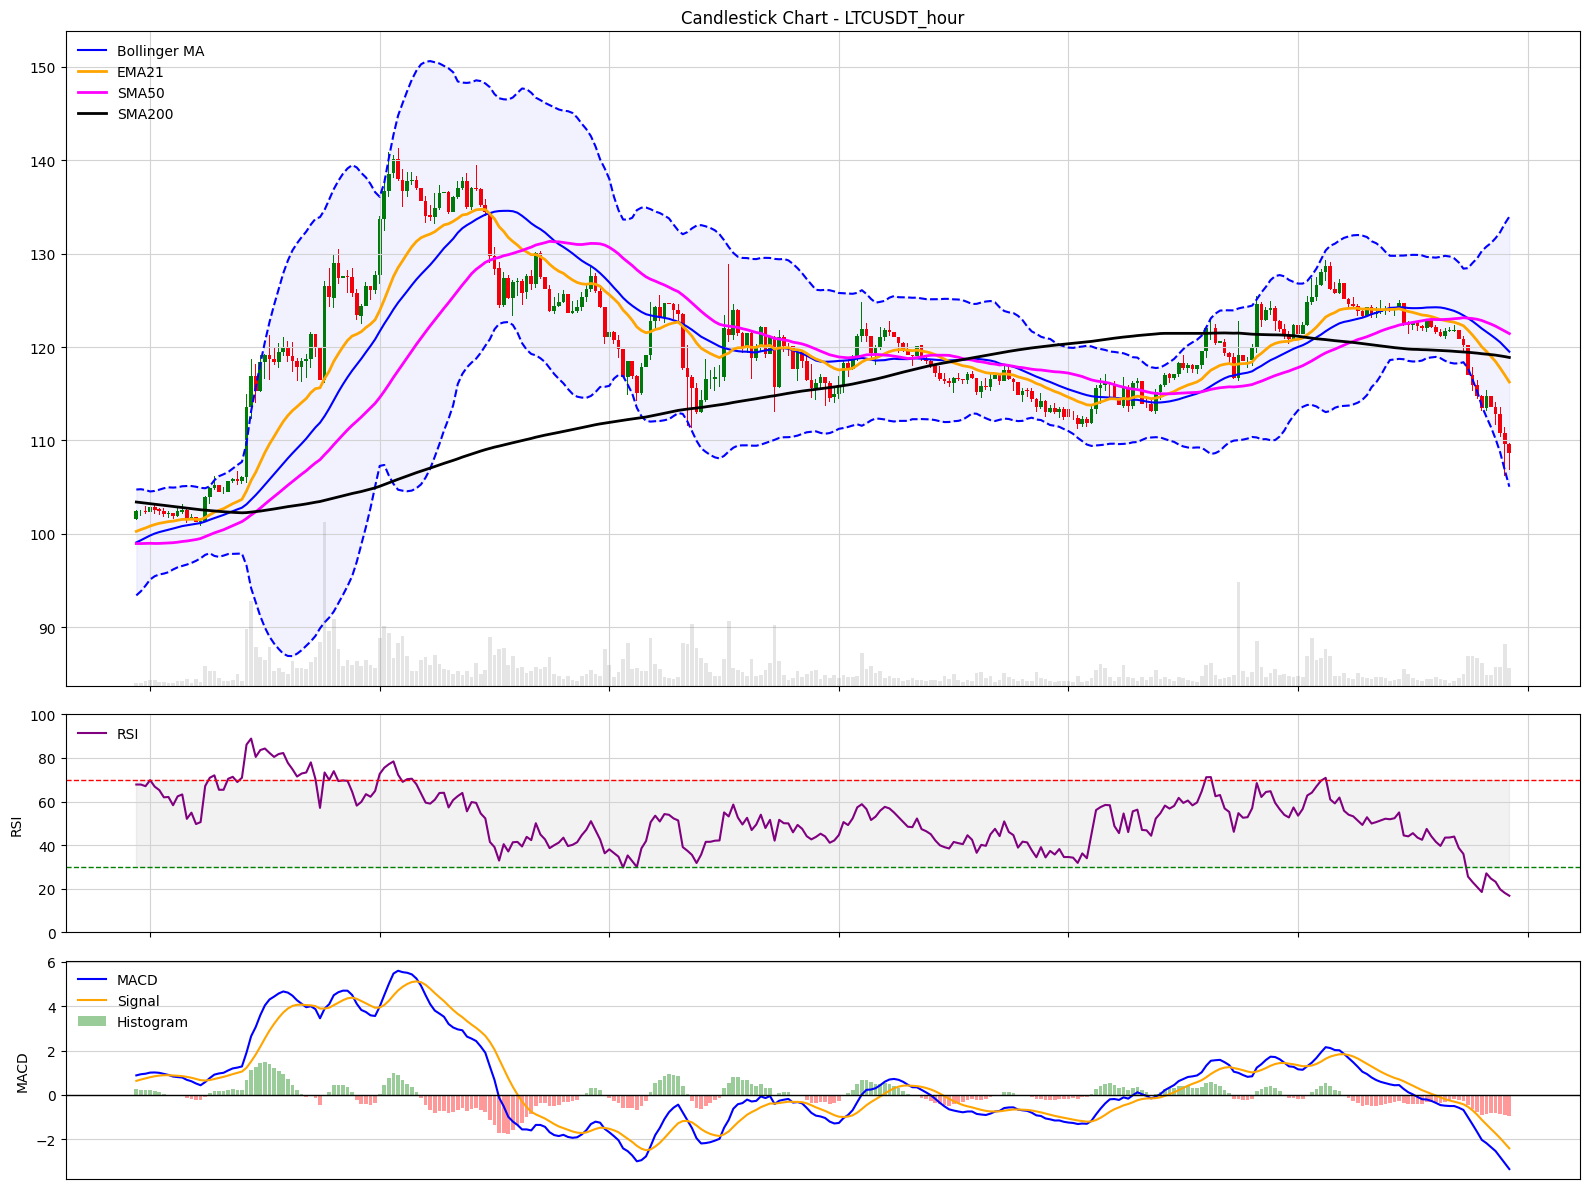 Candlestick Chart - LTCUSDT_hour
Bollinger MA
EMA21
SMA50
SMA200
150
140
130
120
110
100
90
RSI
100
80
60
40
20
0
RSI
MACD
Signal
Histogram
6
4
2
0
−2
MACD